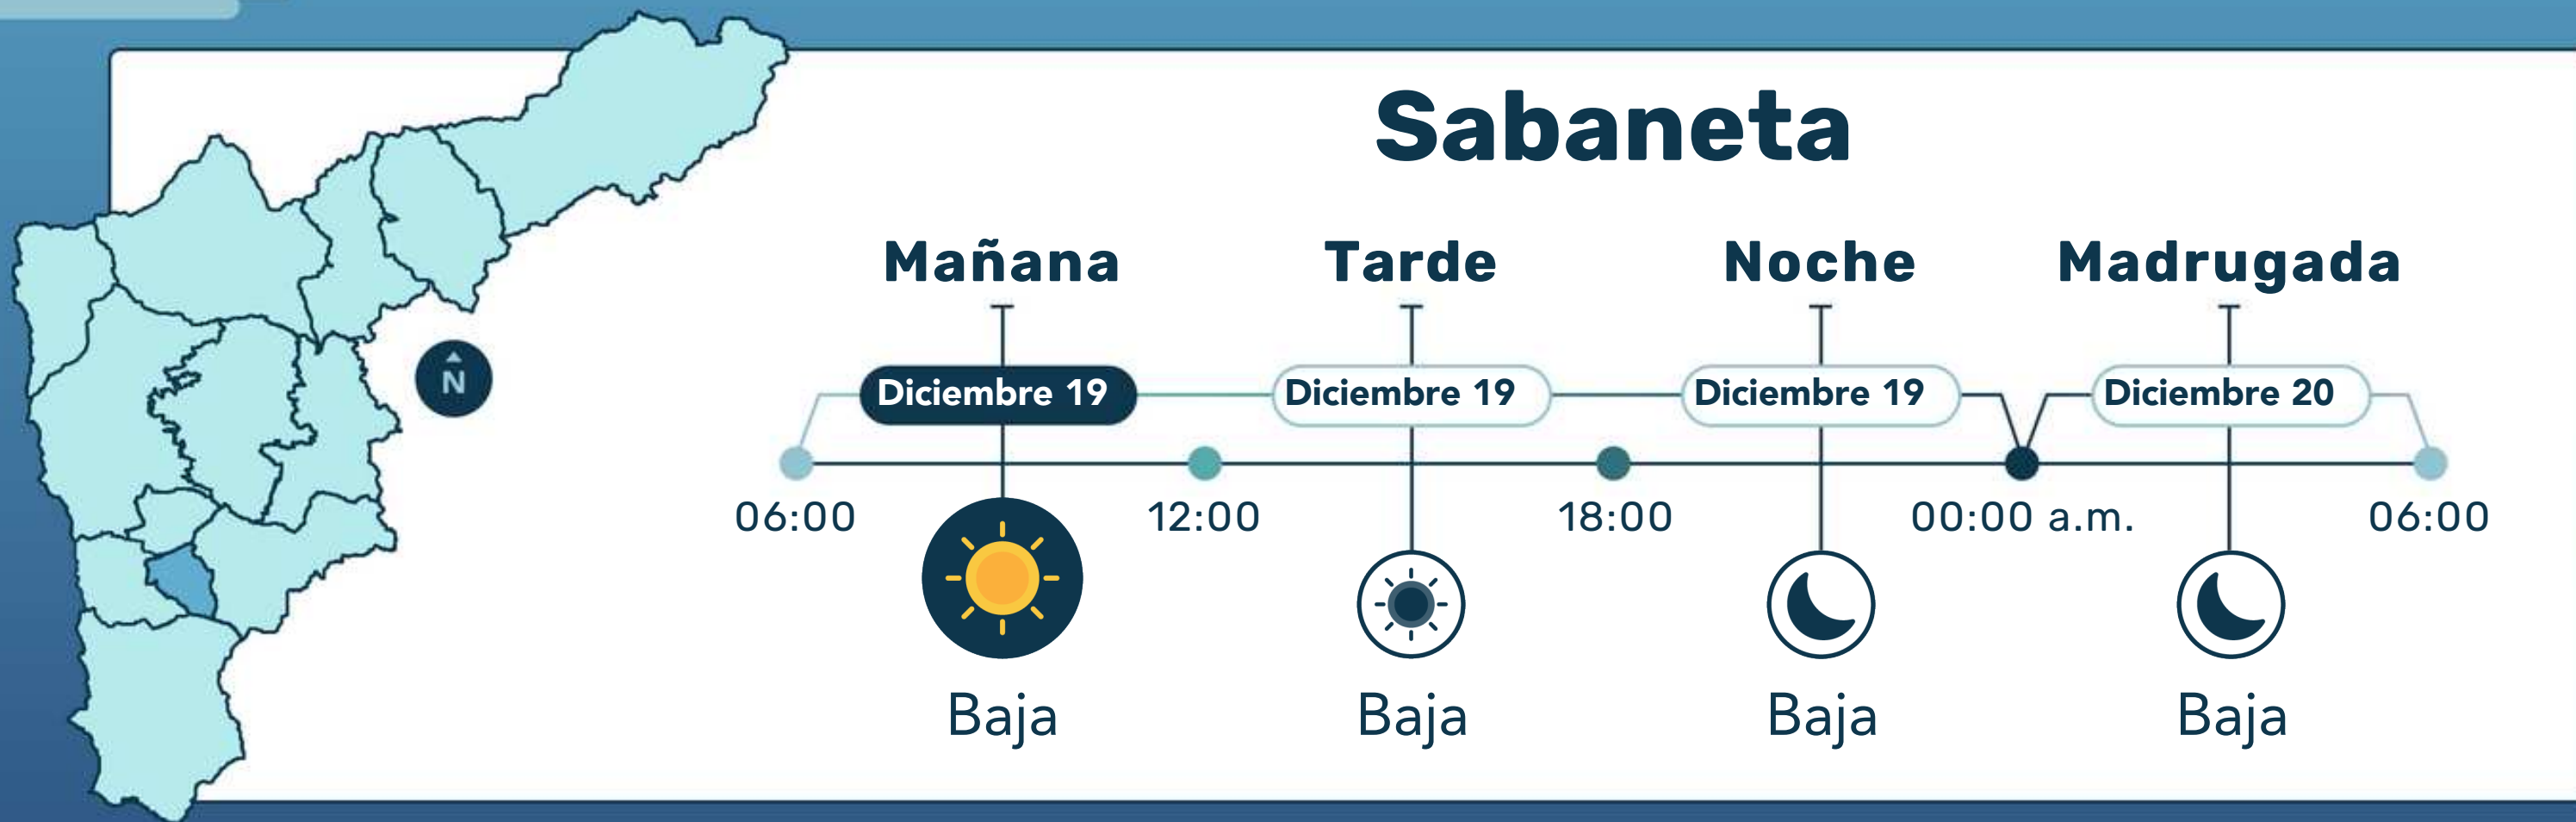 Sabaneta
Mañana Tarde Noche Madrugada
N
Diciembre 19 Diciembre 19 Diciembre 19 Diciembre 20
06:00 12:00 18:00 00:00 a.m. 06:00
Baja Baja Baja Baja